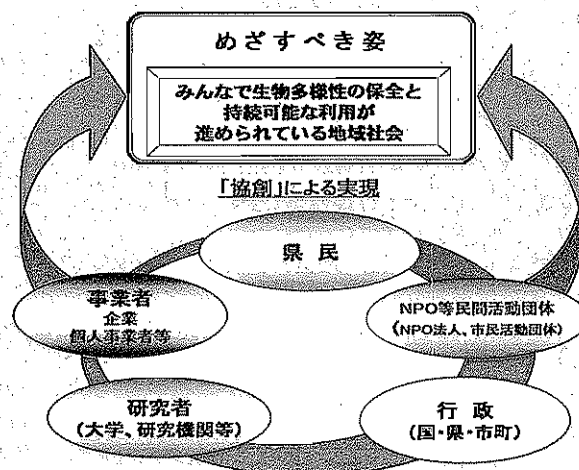 めざすべき姿
みんなで生物多様性の保全と
持続可能な利用が
進められている地域社会
「協創」による実現
県民
事業者
企業
個人事業者等
NPO等民間活動団体
(NPO法人、市民活動団体)
研究者
(大学、研究機関等)
行政
(国・県・市町)